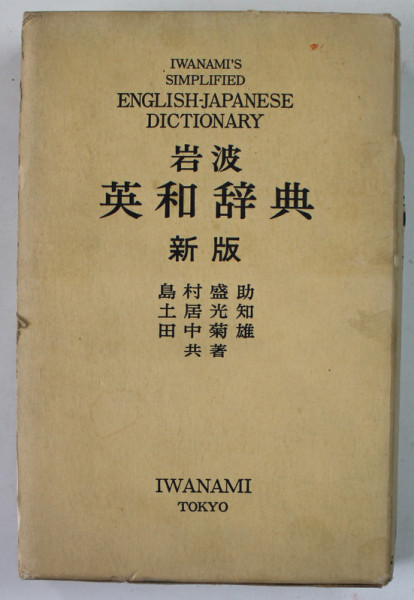 IWANAMI'S
SIMPLIFIED
ENGLISH-JAPANESE
DICTIONARY
岩波
英和辞典
新版
島村盛助
土居光知
田中菊雄
共著
IWANAMI
TOKYO